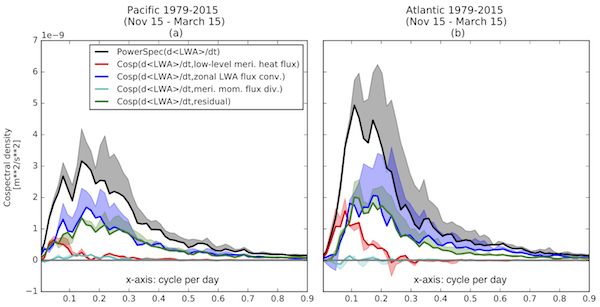 Pacific 1979-2015
(Nov 15 - March 15)
(a)
Atlantic 1979-2015
(Nov 15 - March 15)
(b)
1e−9
7
6
5
4
3
2
1
0
−1
Cospectral density
[m**2/s**2]
PowerSpec(d<LWA>/dt)
Cosp(d<LWA>/dt,low-level meri. heat flux)
Cosp(d<LWA>/dt,zonal LWA flux conv.)
Cosp(d<LWA>/dt,meri. mom. flux div.)
Cosp(d<LWA>/dt,residual)
x-axis: cycle per day
0.1 0.2 0.3 0.4 0.5 0.6 0.7 0.8 0.9
x-axis: cycle per day
0.1 0.2 0.3 0.4 0.5 0.6 0.7 0.8 0.9